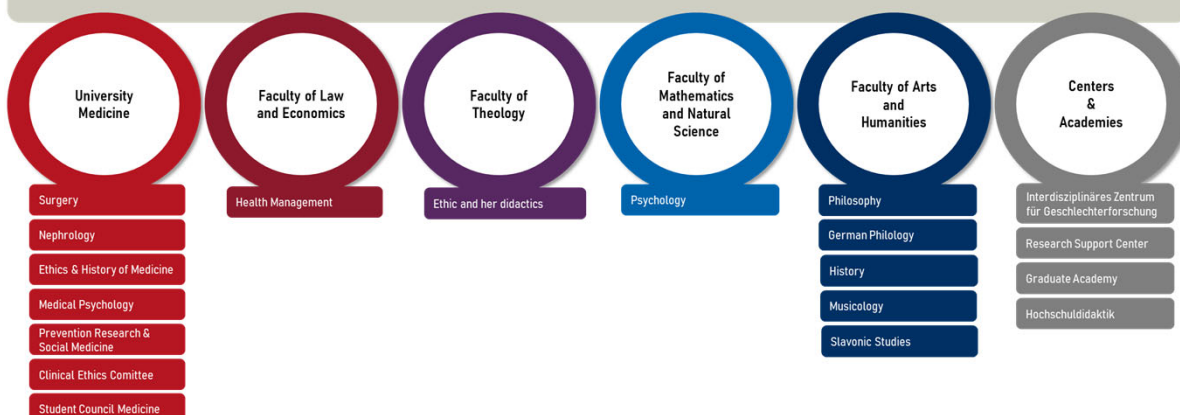 University
Medicine
Surgery
Nephrology
Ethics & History of Medicine
Medical Psychology
Prevention Research &
Social Medicine
Clinical Ethics Comittee
Student Council Medicine
Faculty of Law
and Economics
Health Management
Faculty of
Theology
Ethic and her didactics
Faculty of
Mathematics
and Natural
Science
Psychology
Faculty of Arts
and
Humanities
Philosophy
German Philology
History
Musicology
Slavonic Studies
Centers
&
Academies
Interdisziplinäres Zentrum
für Geschlechterforschung
Research Support Center
Graduate Academy
Hochschuldidaktik